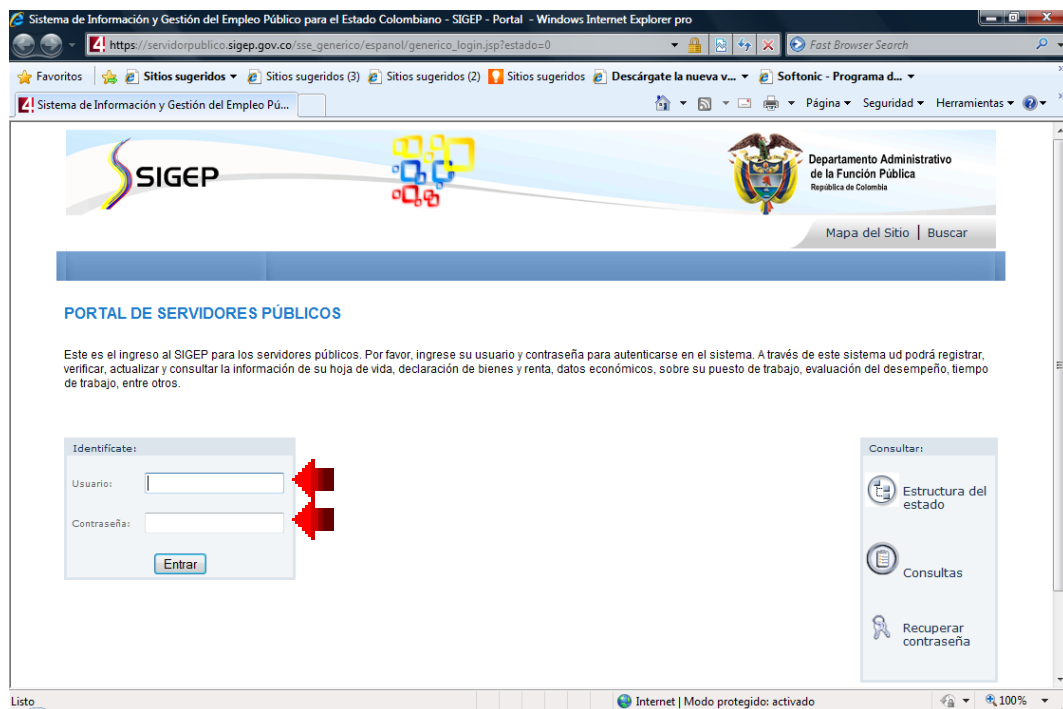 Sistema de Información y Gestión del Empleo Público para el Estado Colombiano - SIGEP - Portal - Windows Internet Explorer pro
https://servidorpublico.sigep.gov.co/sse_generico/espanol/generico_login.jsp?estado=0
Fast Browser Search
Favoritos
Sitios sugeridos
Sitios sugeridos (3)
Sitios sugeridos (2)
Sitios sugeridos
Descárgate la nueva v...
Softonic - Programa d...
Sistema de Información y Gestión del Empleo Pú...
Página
Seguridad
Herramientas
SIGEP
Departamento Administrativo
de la Función Pública
República de Colombia
Mapa del Sitio | Buscar
PORTAL DE SERVIDORES PÚBLICOS
Este es el ingreso al SIGEP para los servidores públicos. Por favor, ingrese su usuario y contraseña para autenticarse en el sistema. A través de este sistema ud podrá registrar,
verificar, actualizar y consultar la información de su hoja de vida, declaración de bienes y renta, datos económicos, sobre su puesto de trabajo, evaluación del desempeño, tiempo
de trabajo, entre otros.
Identifícate:
Usuario:
Contraseña:
Entrar
Consultar:
Estructura del
estado
Consultas
Recuperar
contraseña
Listo
Internet | Modo protegido: activado
100%